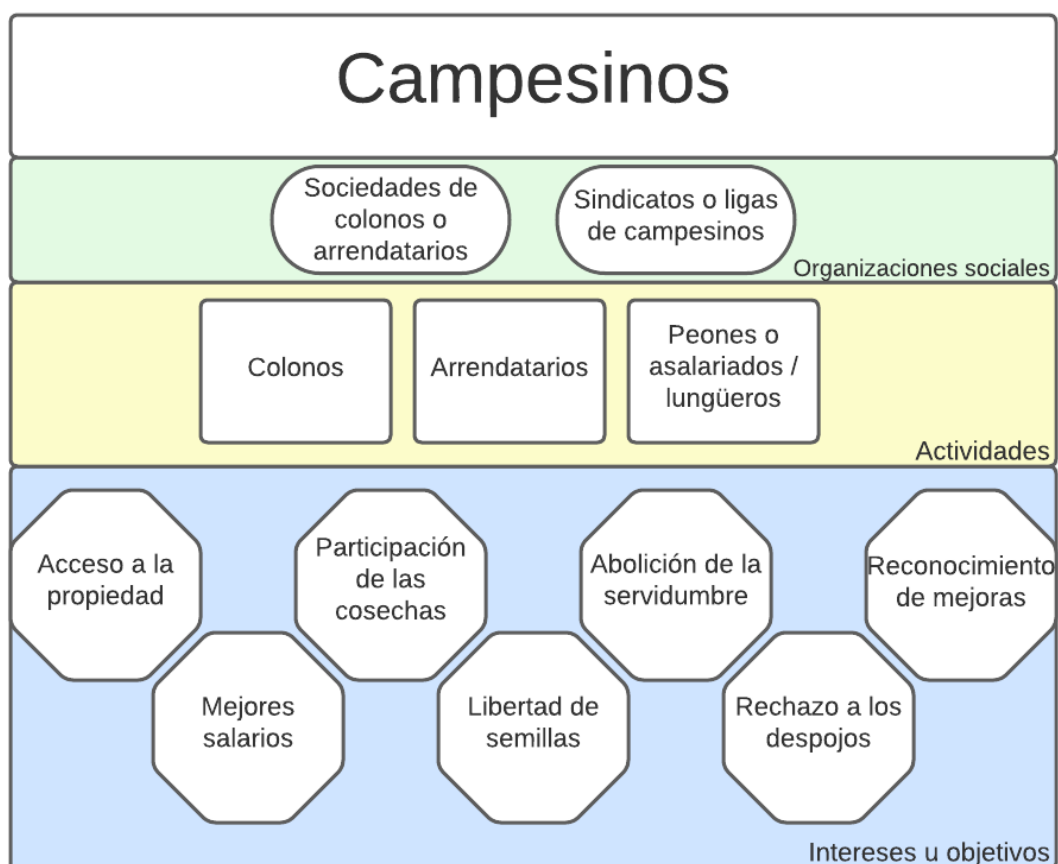 Campesinos
Sociedades de
colonos o
arrendatarios
Sindicatos o ligas
de campesinos
Organizaciones sociales
Colonos
Arrendatarios
Peones o
asalariados /
lungüeros
Actividades
Acceso a la
propiedad
Participación
de las
cosechas
Abolición de la
servidumbre
Reconocimiento
de mejoras
Mejores
salarios
Libertad de
semillas
Rechazo a los
despojos
Intereses u objetivos